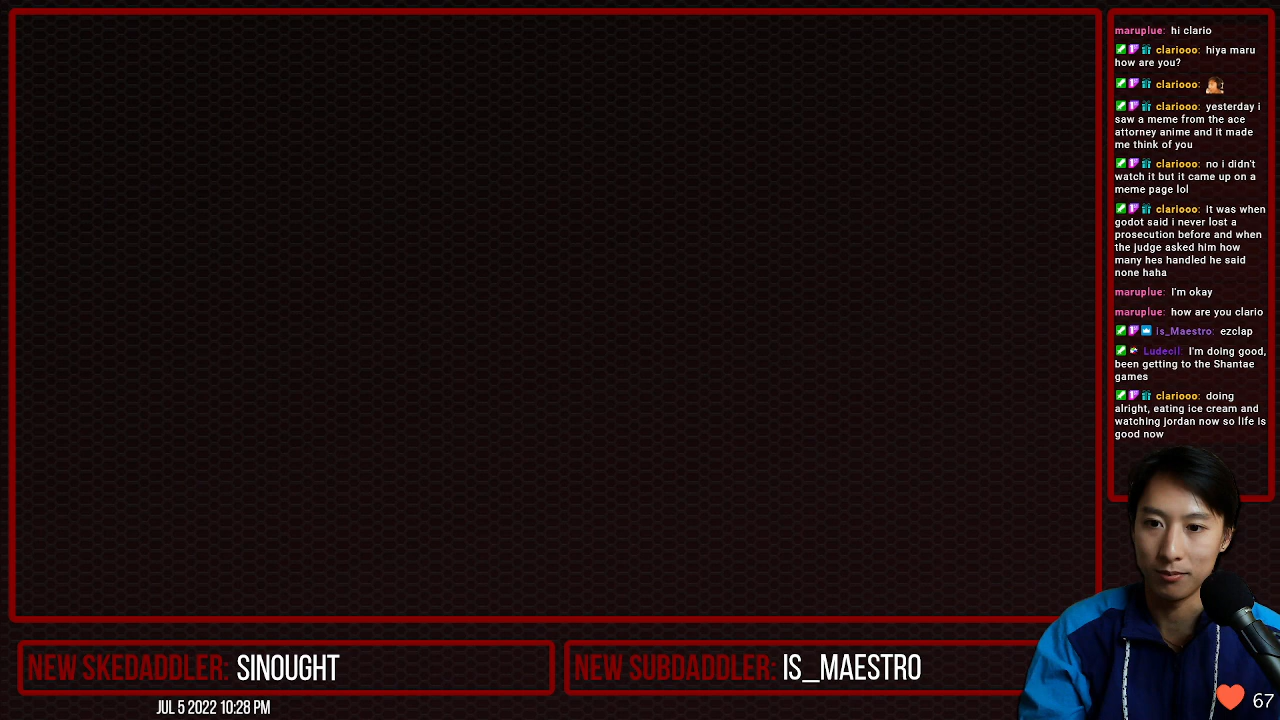 maruplue: hi clario
clariooo: hiya maru
how are you?
clariooo:
clariooo: yesterday i
saw a meme from the ace
attorney anime and it made
me think of you
clariooo: no i didn't
watch it but it came up on a
meme page lol
clariooo: it was when
godot said i never lost a
prosecution before and when
the judge asked him how
many hes handled he said
none haha
maruplue: I'm okay
maruplue: how are you clario
Is_Maestro: ezclap
Ludecil: I'm doing good,
been getting to the Shantae
games
clariooo: doing
alright, eating ice cream and
watching jordan now so life is
good now
NEW SKEDADDLER: SINOUGHT
NEW SUBDADDLER: IS_MAESTRO
JUL 5 2022 10:28 PM
67